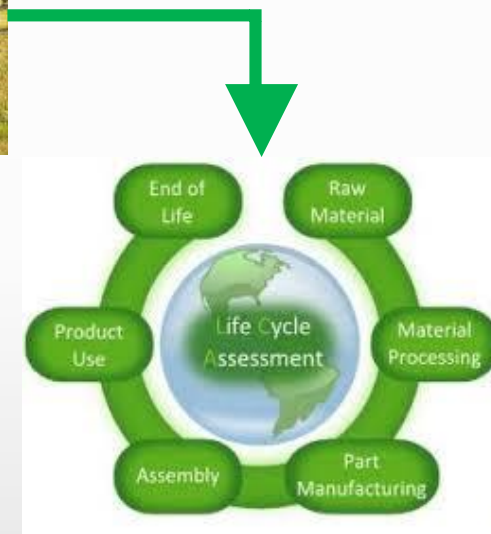 End of
Life
Raw
Material
Life Cycle
Assessment
Product
Use
Material
Processing
Assembly
Part
Manufacturing